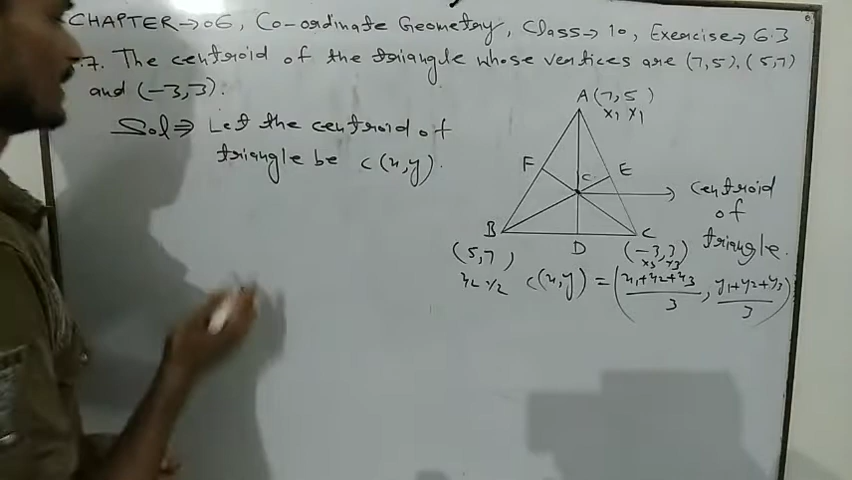 CHAPTER → 06, Co-ordinate Geometry, Class → 10, Exercise → 6.3
7. The centroid of the triangle whose vertices are (7,5), (5,7)
and (-3,3).
Sol ⇒ Let the centroid of
triangle be C(x,y).
A (7,5)
x₁ y₁
F
C
E
→ centroid
of
triangle.
B
D
C
(5,7)
x₂ y₂
(-3,3)
x₃ y₃
C(x,y) = (x₁+x₂+x₃/3, y₁+y₂+y₃/3)